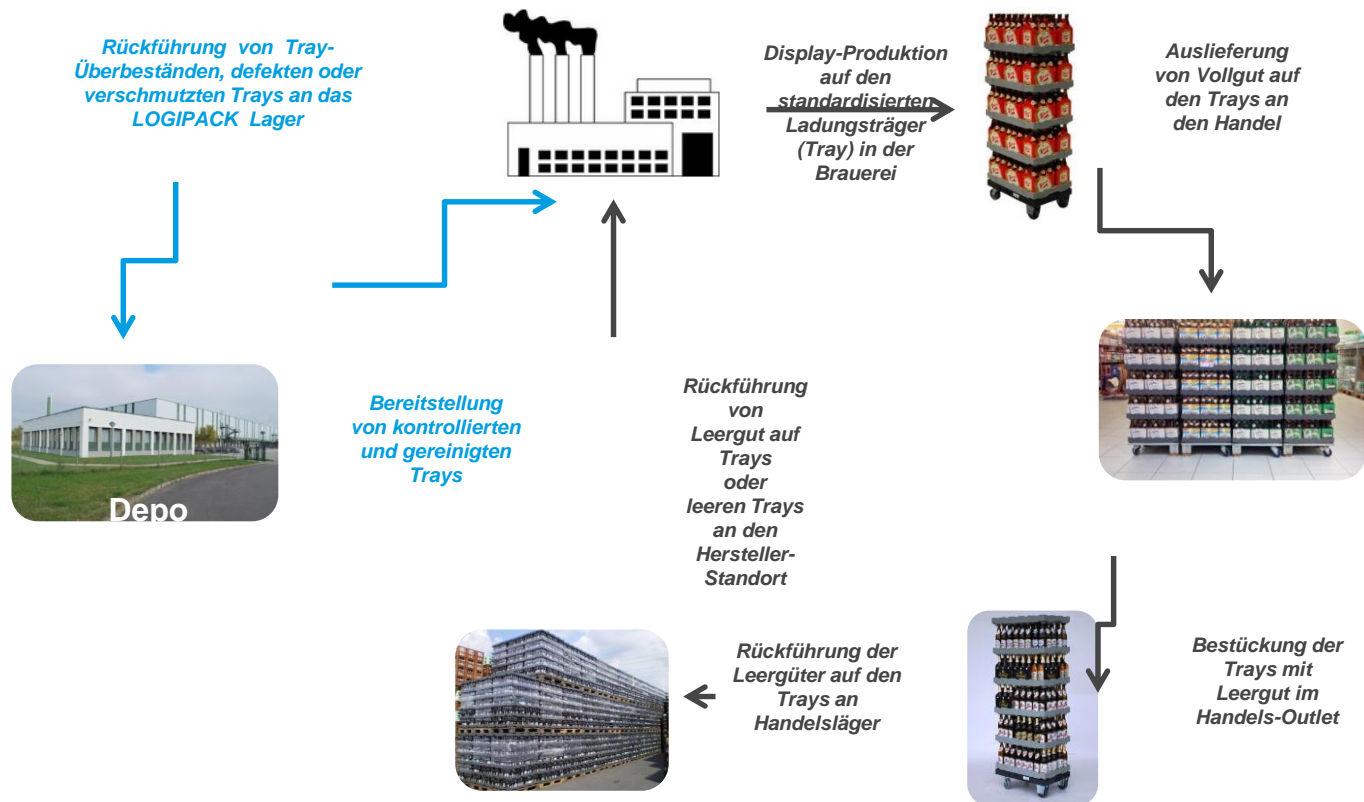 Rückführung von Tray-
Überbeständen, defekten oder
verschmutzten Trays an das
LOGIPACK Lager
Display-Produktion
auf den
standardisierten
Ladungsträger
(Tray) in der
Brauerei
Auslieferung
von Vollgut auf
den Trays an
den Handel
Depo
Bereitstellung
von kontrollierten
und gereinigten
Trays
Rückführung
von
Leergut auf
Trays
oder
leeren Trays
an den
Hersteller-
Standort
Rückführung der
Leergüter auf den
Trays an
Handelsläger
Bestückung der
Trays mit
Leergut im
Handels-Outlet